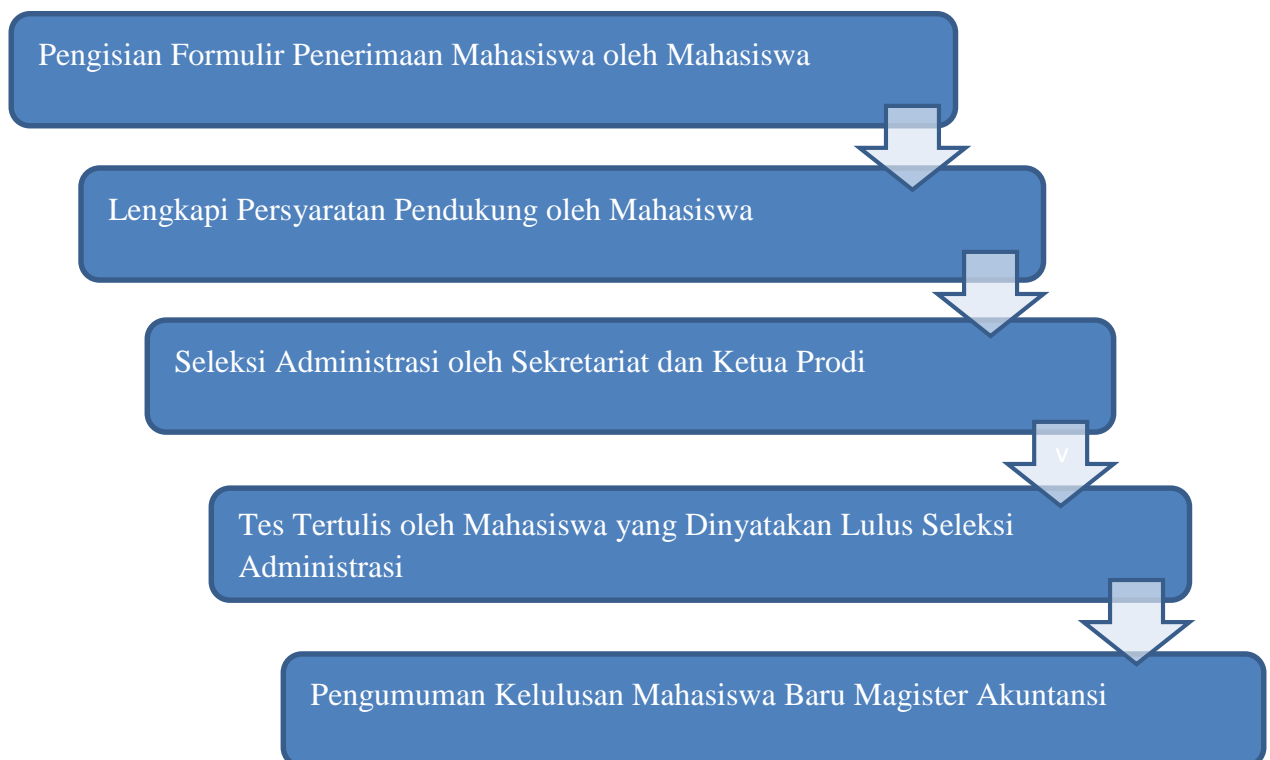 Pengisian Formulir Penerimaan Mahasiswa oleh Mahasiswa
Lengkapi Persyaratan Pendukung oleh Mahasiswa
Seleksi Administrasi oleh Sekretariat dan Ketua Prodi
v
Tes Tertulis oleh Mahasiswa yang Dinyatakan Lulus Seleksi
Administrasi
Pengumuman Kelulusan Mahasiswa Baru Magister Akuntansi